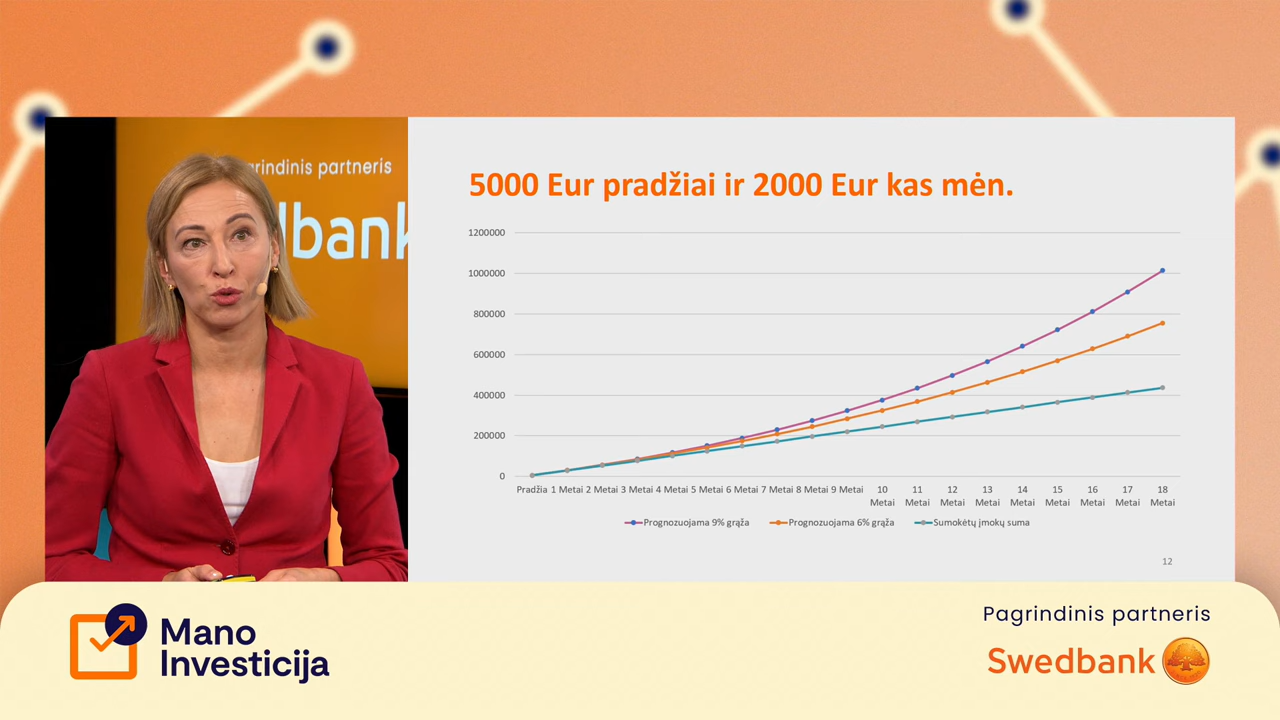 grindinis partneris
dbank
5000 Eur pradžiai ir 2000 Eur kas mėn.
1200000
1000000
800000
600000
400000
200000
0
Pradžia 1 Metai 2 Metai 3 Metai 4 Metai 5 Metai 6 Metai 7 Metai 8 Metai 9 Metai 10 Metai 11 Metai 12 Metai 13 Metai 14 Metai 15 Metai 16 Metai 17 Metai 18 Metai
Prognozuojama 9% grąža Prognozuojama 6% grąža Sumokėtų įmokų suma
12
Mano
Investicija
Pagrindinis partneris
Swedbank